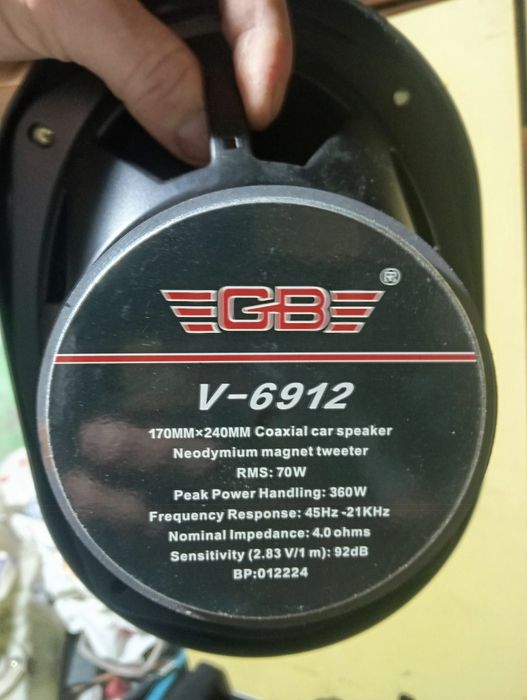 GB ®
V-6912
170MM×240MM Coaxial car speaker
Neodymium magnet tweeter
RMS: 70W
Peak Power Handling: 360W
Frequency Response: 45Hz -21KHz
Nominal Impedance: 4.0 ohms
Sensitivity (2.83 V/1 m): 92dB
BP:012224